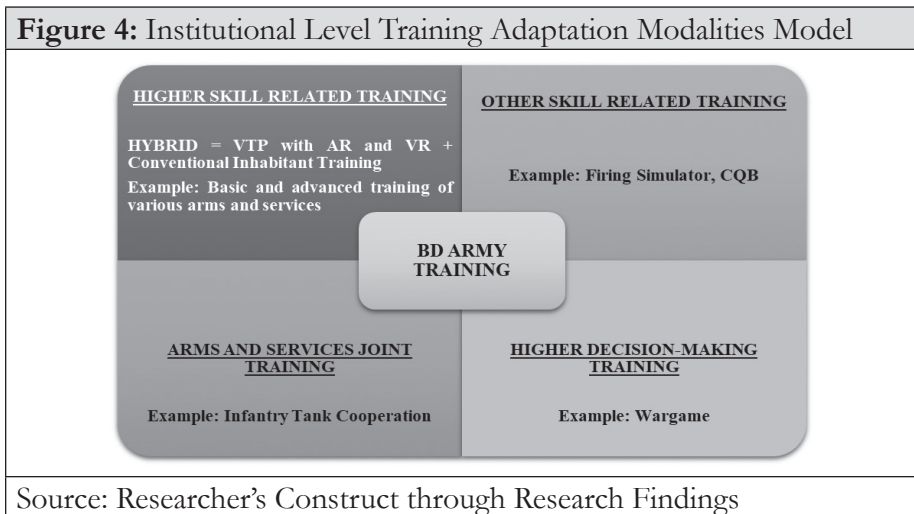 Figure 4: Institutional Level Training Adaptation Modalities Model
HIGHER SKILL RELATED TRAINING
HYBRID = VTP with AR and VR +
Conventional Inhabitant Training
Example: Basic and advanced training of
various arms and services
OTHER SKILL RELATED TRAINING
Example: Firing Simulator, CQB
BD ARMY
TRAINING
ARMS AND SERVICES JOINT
TRAINING
Example: Infantry Tank Cooperation
HIGHER DECISION-MAKING
TRAINING
Example: Wargame
Source: Researcher's Construct through Research Findings